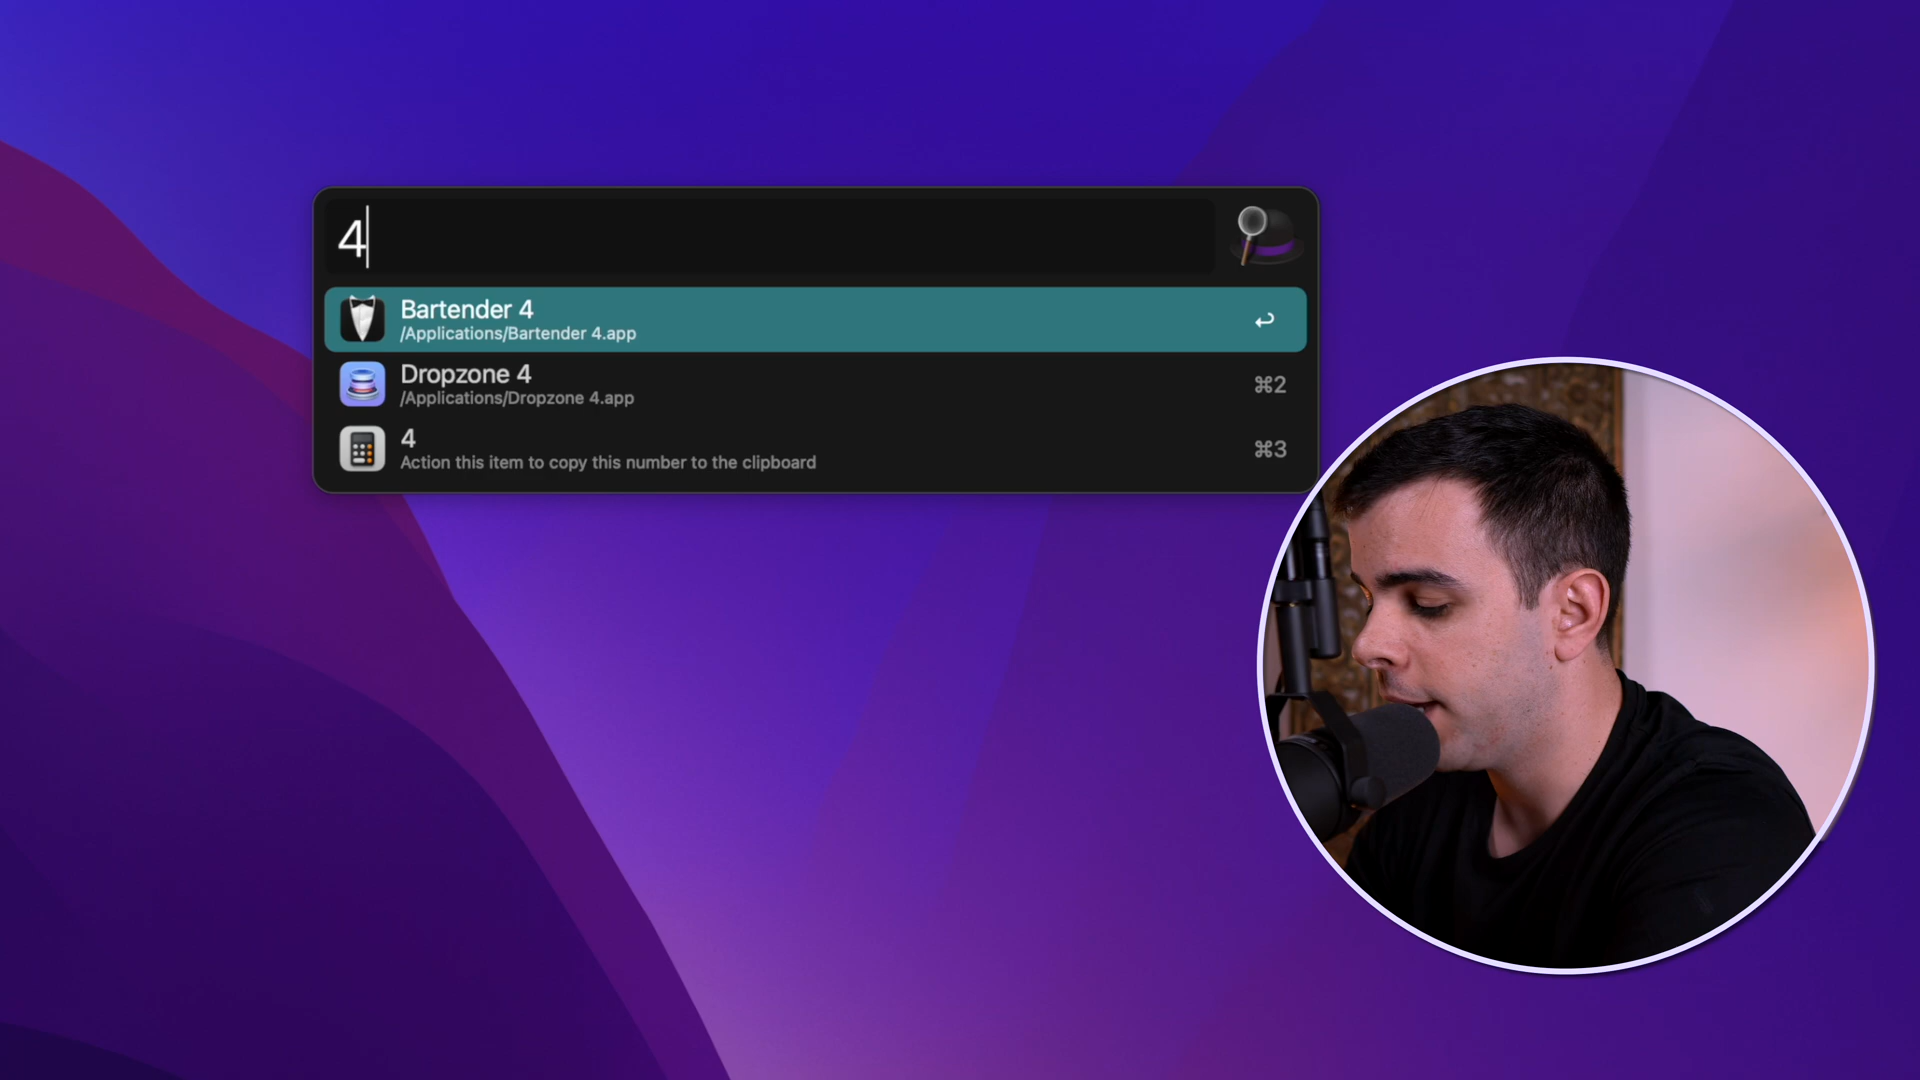 4
Bartender 4
/Applications/Bartender 4.app
↩
Dropzone 4
/Applications/Dropzone 4.app
⌘2
4
Action this item to copy this number to the clipboard
⌘3